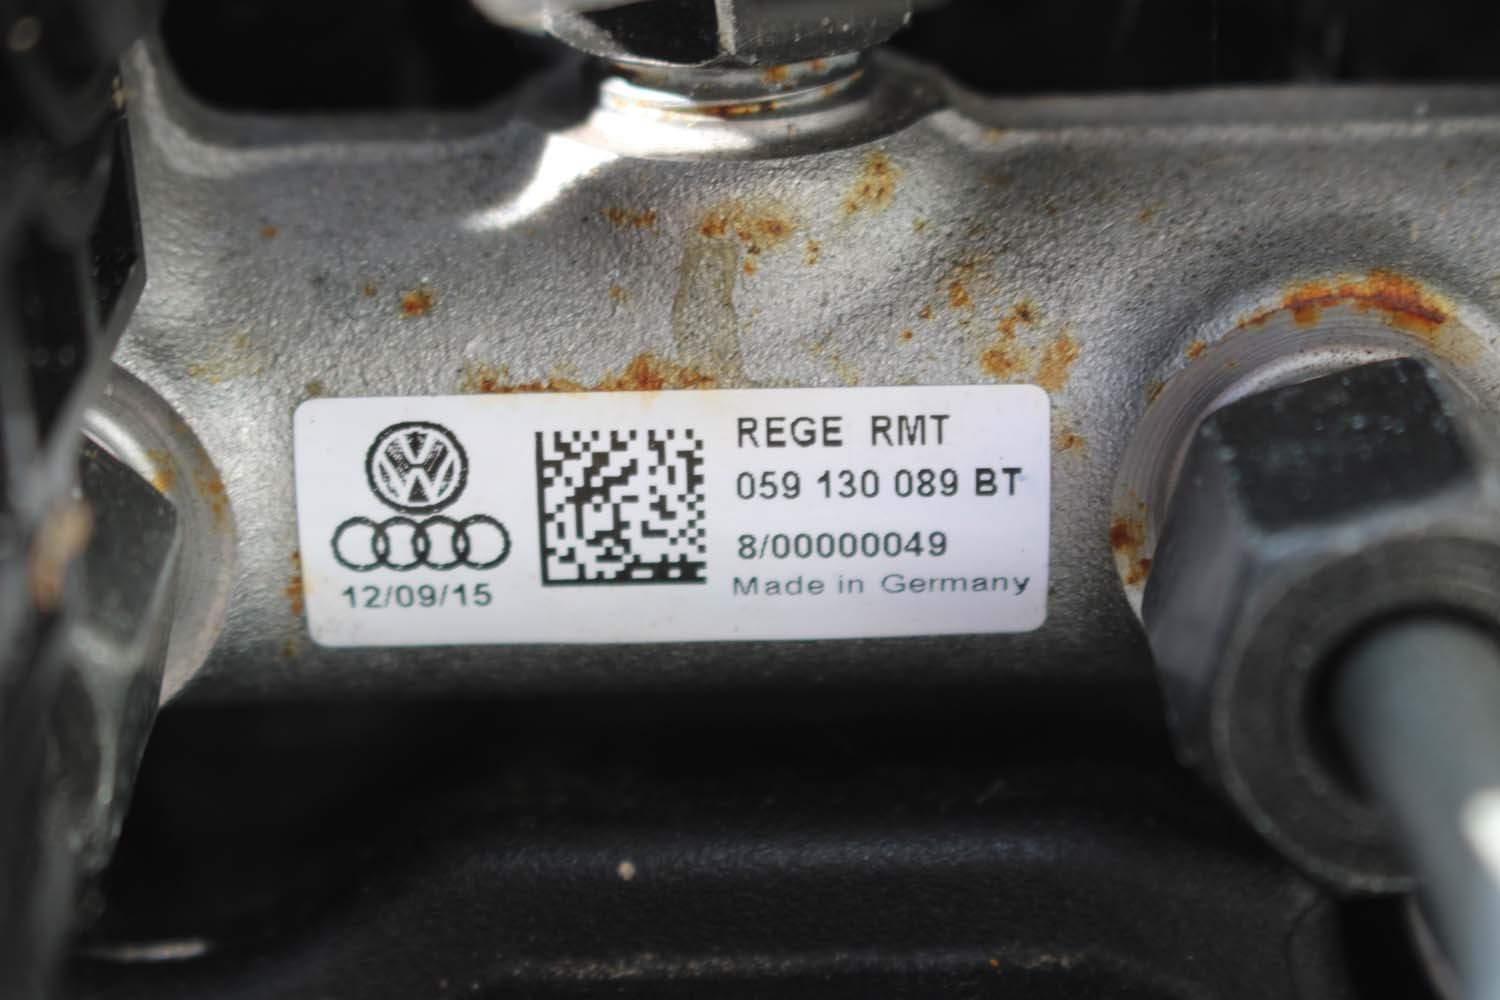 REGE RMT
059 130 089 BT
8/00000049
Made in Germany
12/09/15